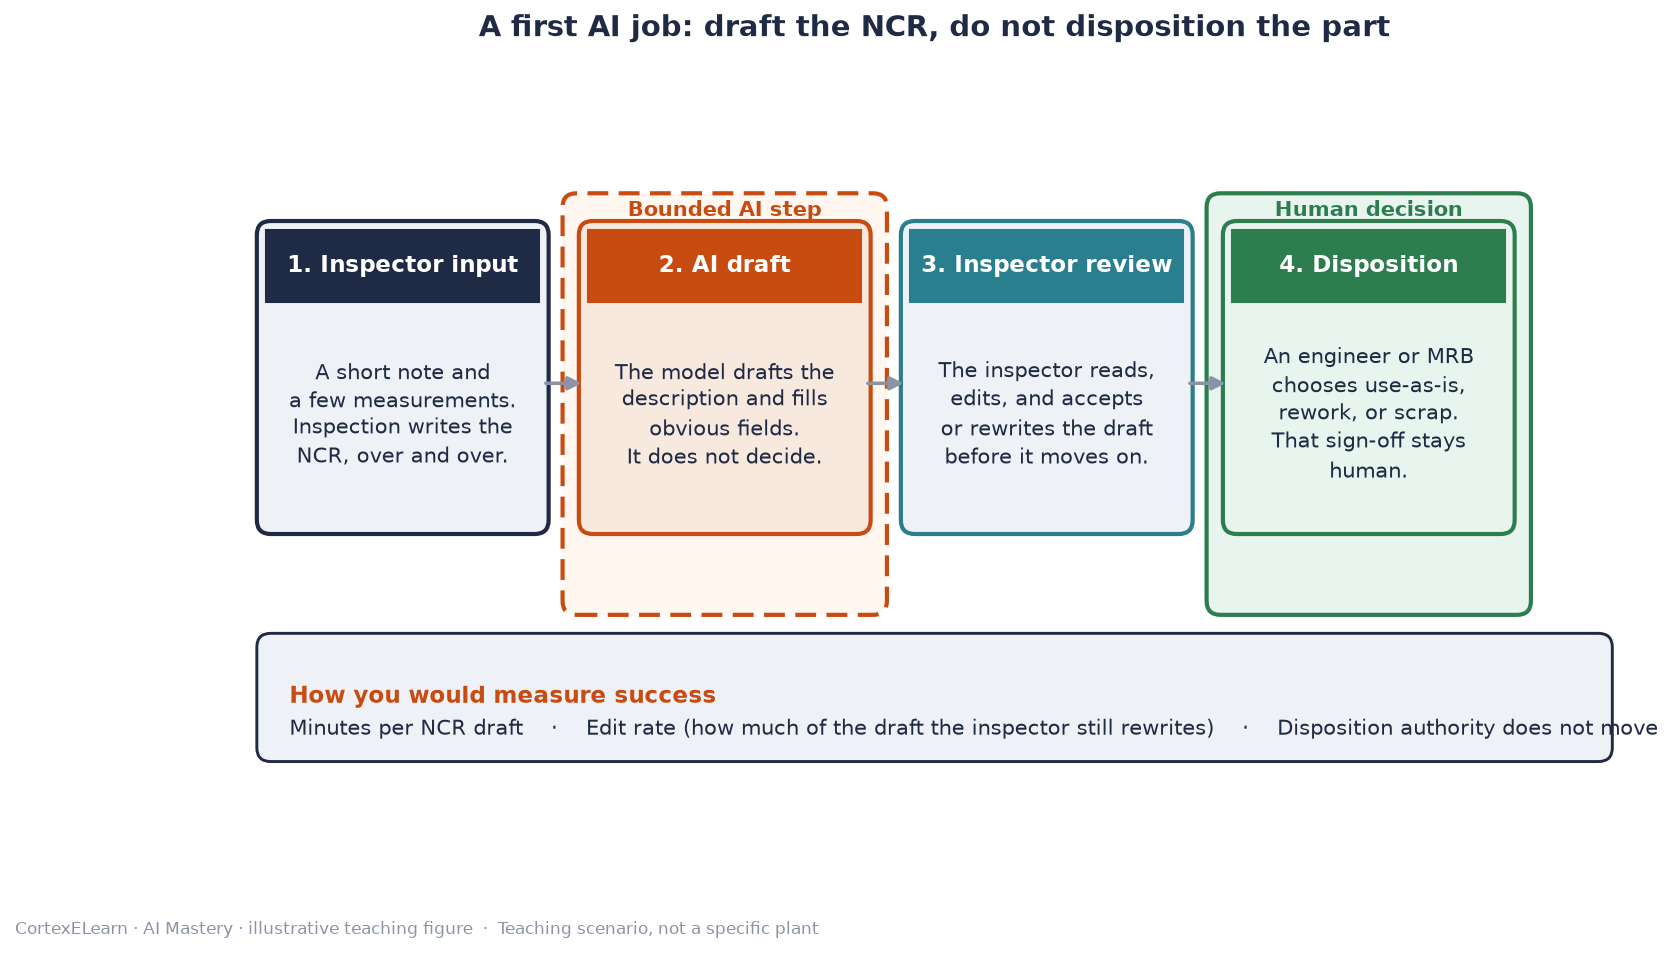 A first AI job: draft the NCR, do not disposition the part
Bounded AI step
Human decision
1. Inspector input
2. AI draft
3. Inspector review
4. Disposition
A short note and
a few measurements.
Inspection writes the
NCR, over and over.
The model drafts the
description and fills
obvious fields.
It does not decide.
The inspector reads,
edits, and accepts
or rewrites the draft
before it moves on.
An engineer or MRB
chooses use-as-is,
rework, or scrap.
That sign-off stays
human.
How you would measure success
Minutes per NCR draft · Edit rate (how much of the draft the inspector still rewrites) · Disposition authority does not move
CortexELearn · AI Mastery · illustrative teaching figure · Teaching scenario, not a specific plant